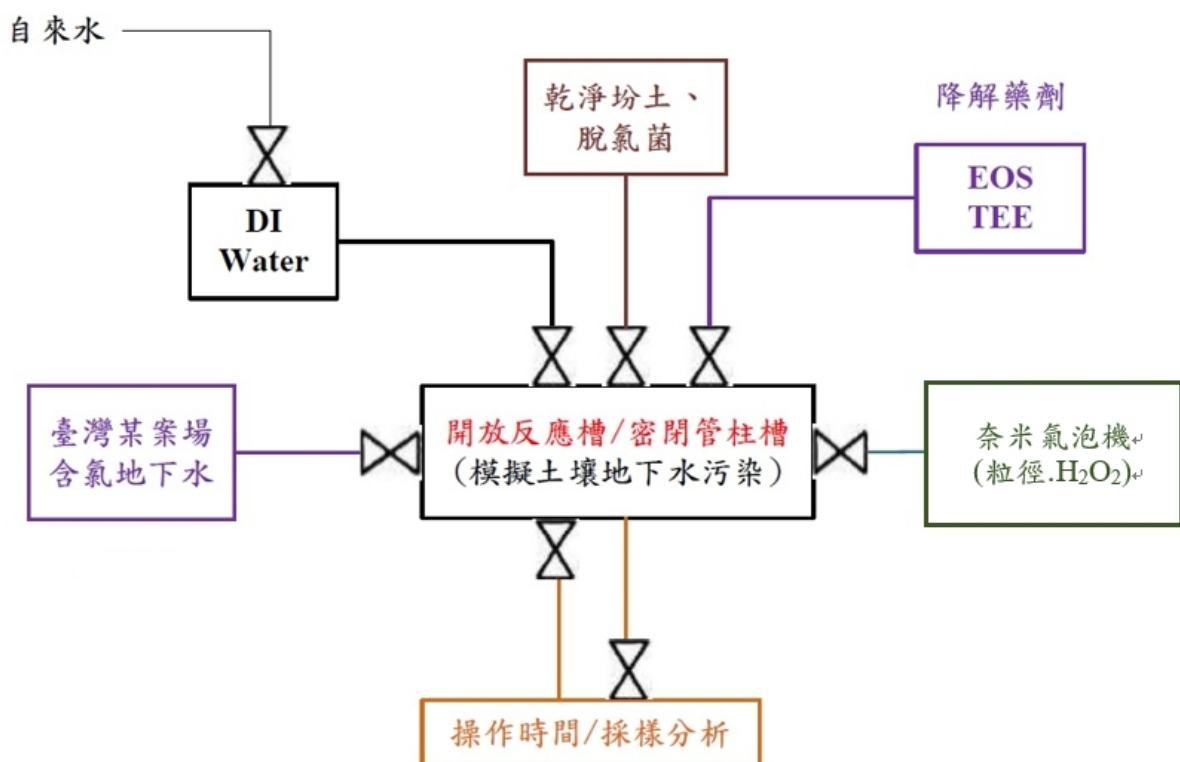 自來水
乾淨坋土、
脫氯菌
降解藥劑
EOS
TEE
DI
Water
臺灣某案場
含氯地下水
開放反應槽/密閉管柱槽
(模擬土壤地下水污染)
奈米氣泡機↵
(粒徑.H₂O₂)↵
操作時間/採樣分析